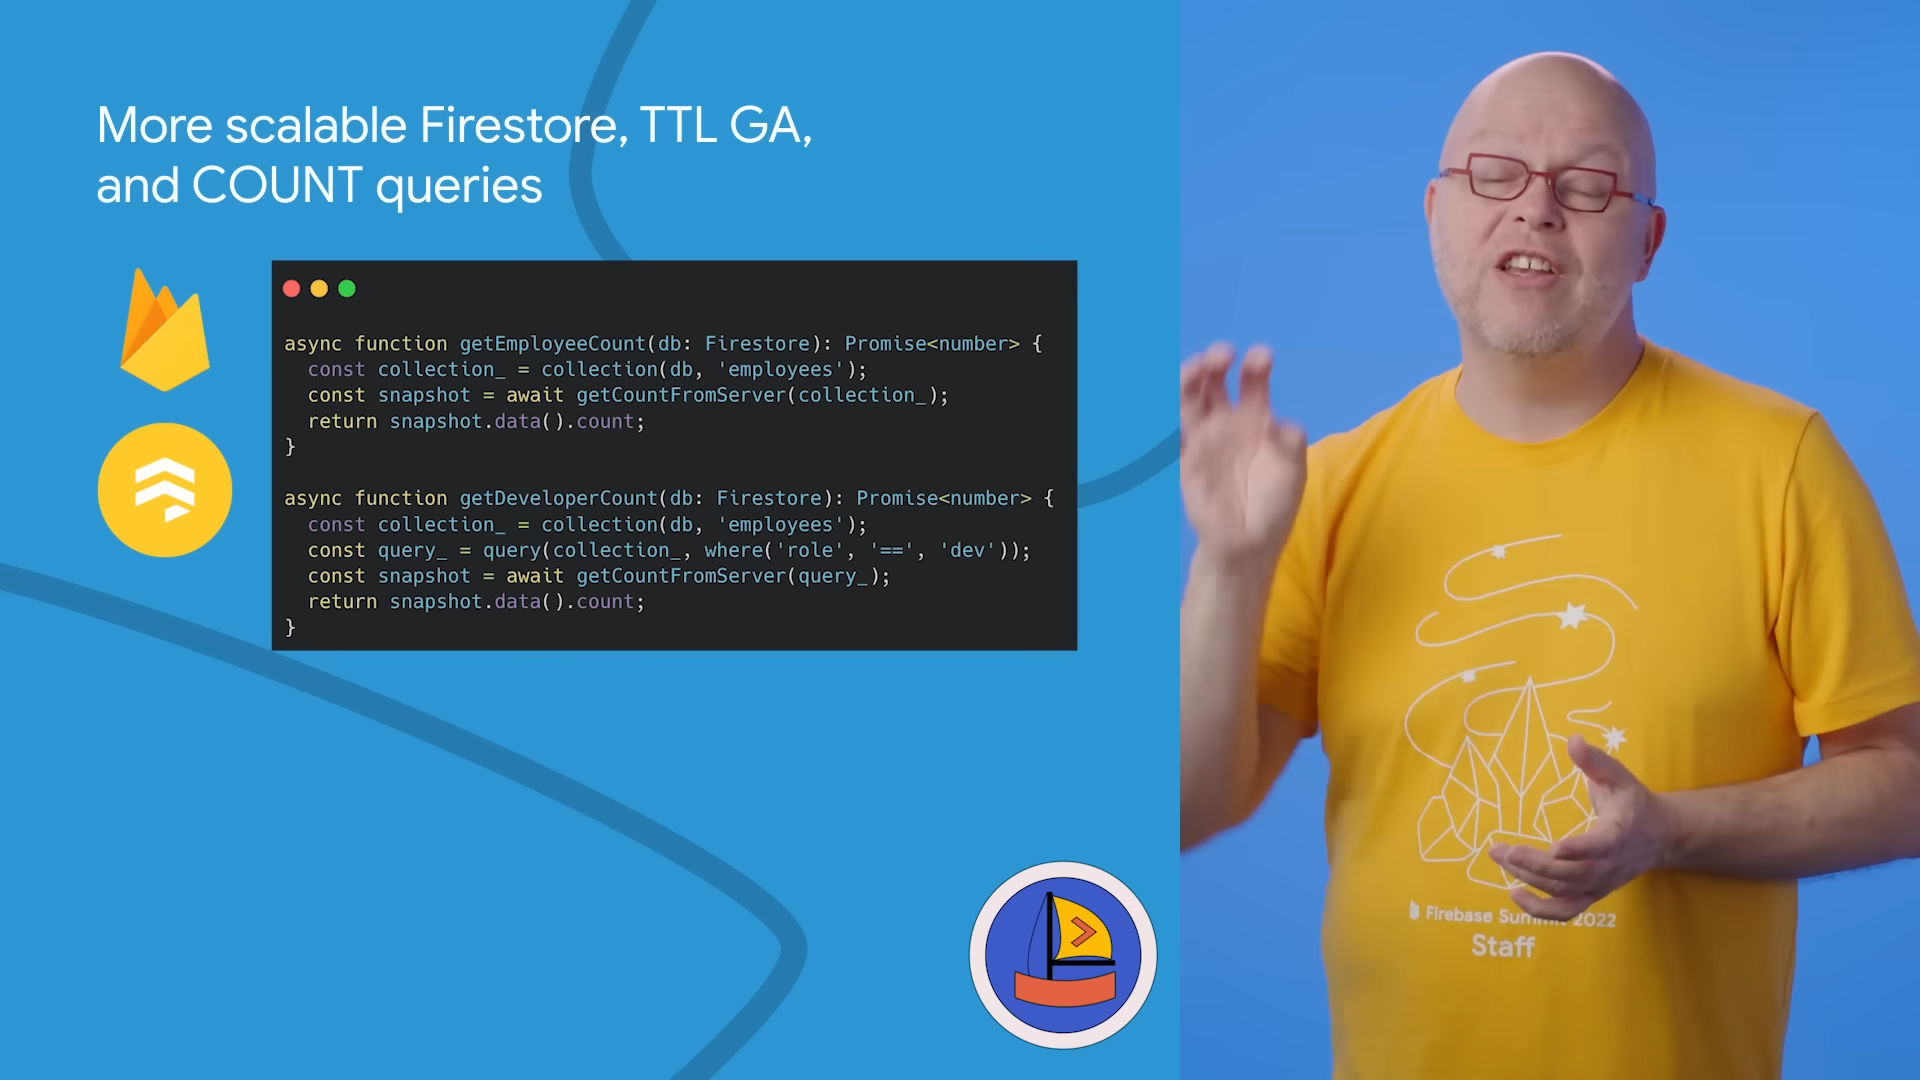 More scalable Firestore, TTL GA,
and COUNT queries
async function getEmployeeCount(db: Firestore): Promise<number> {
  const collection_ = collection(db, 'employees');
  const snapshot = await getCountFromServer(collection_);
  return snapshot.data().count;
}
async function getDeveloperCount(db: Firestore): Promise<number> {
  const collection_ = collection(db, 'employees');
  const query_ = query(collection_, where('role', '==', 'dev'));
  const snapshot = await getCountFromServer(query_);
  return snapshot.data().count;
}
Firebase Summit 2022
Staff